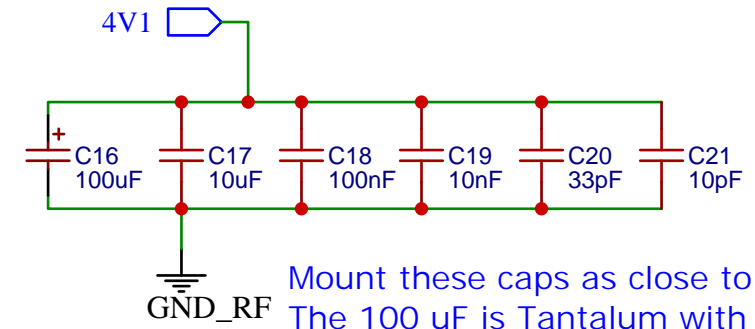 4V1
+
C16 C17 C18 C19 C20 C21
100uF 10uF 100nF 10nF 33pF 10pF
Mount these caps as close to
GND_RF The 100 uF is Tantalum with